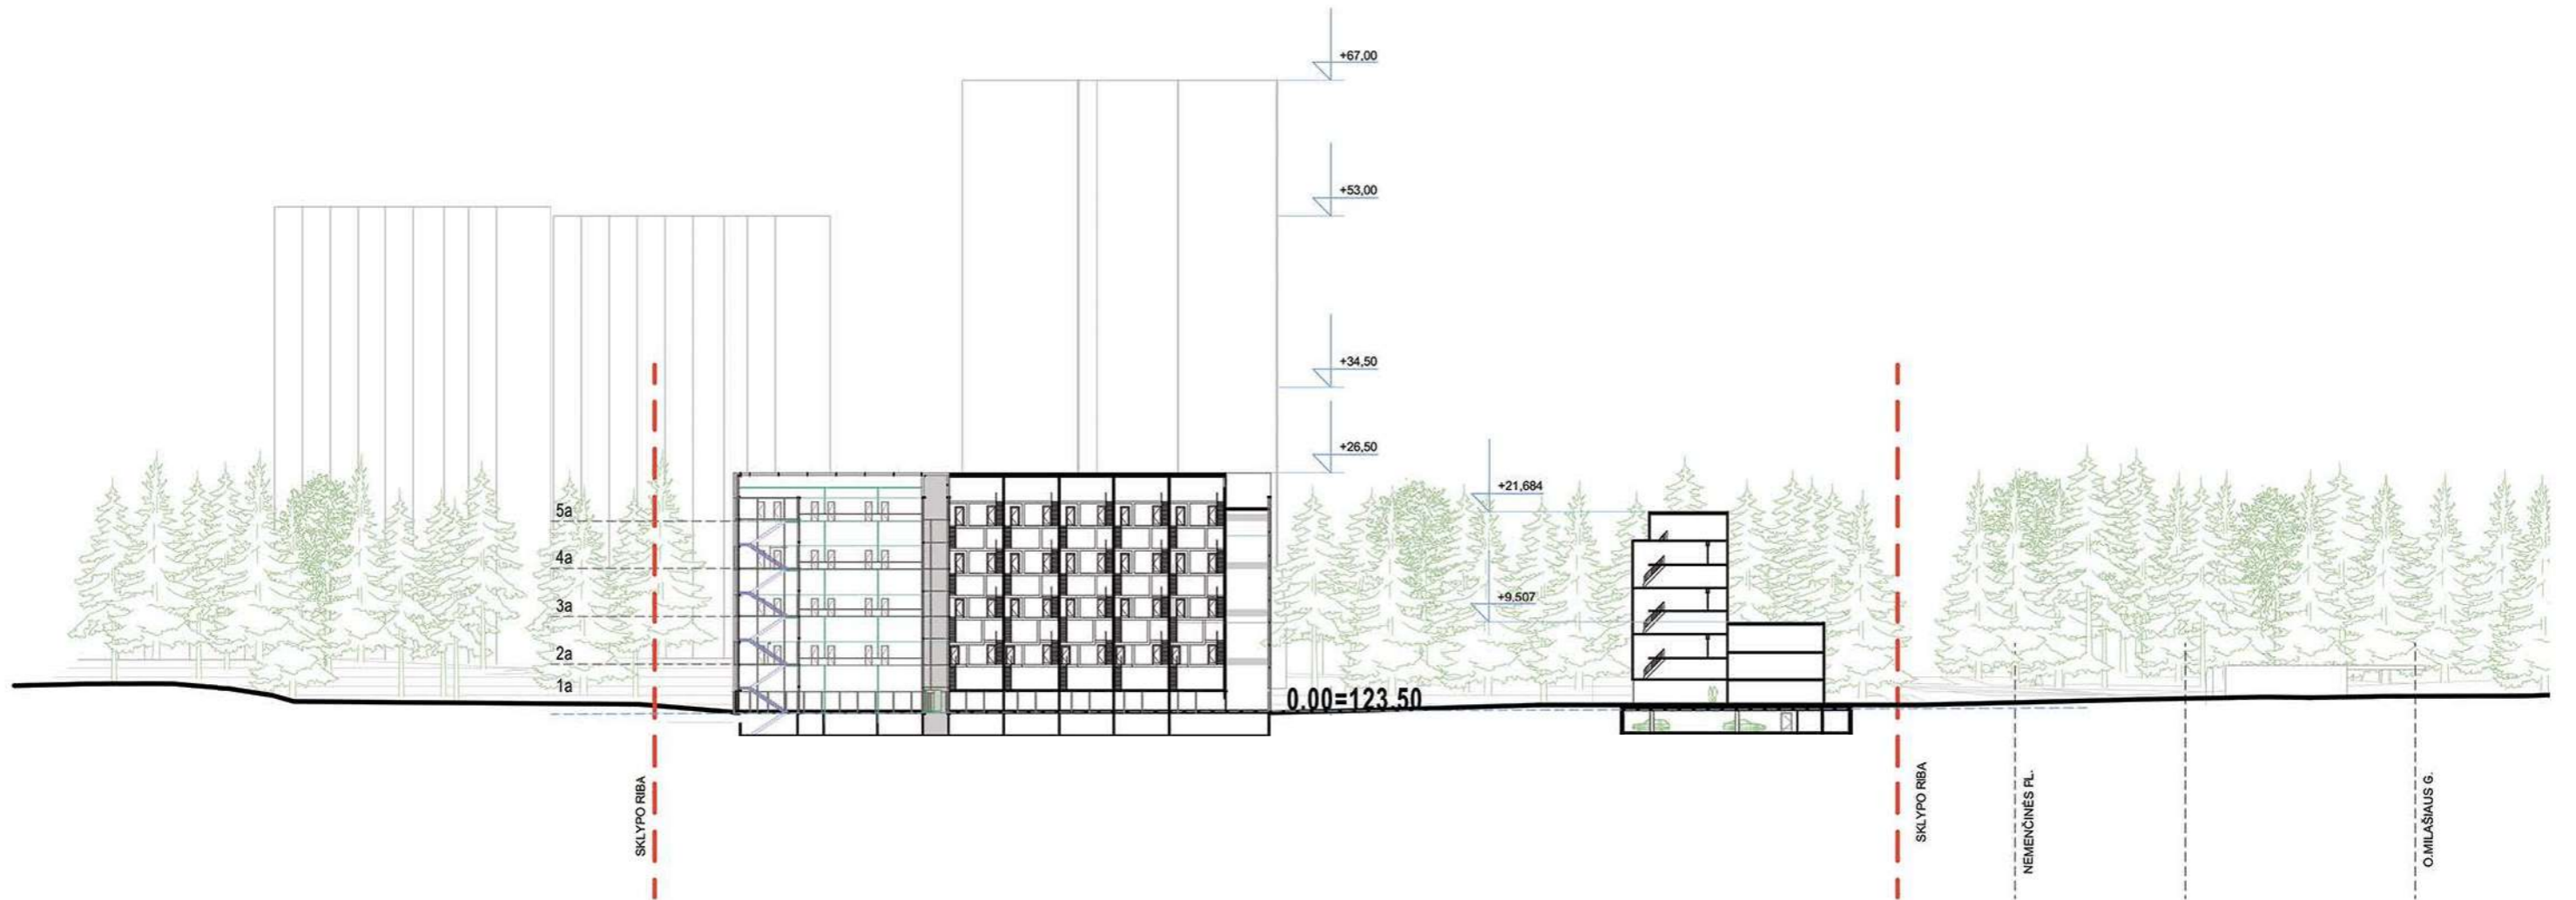 +67,00
+53,00
+34,50
+26,50
+21,684
+9,507
5a
4a
3a
2a
1a
0.00=123.50
SKLYPO RIBA
SKLYPO RIBA
NEMENČINĖS PL.
O.MILAŠIAUS G.